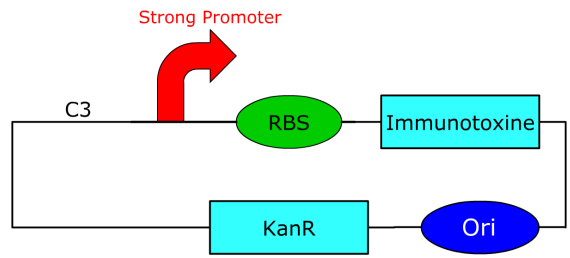 Strong Promoter
C3
RBS
Immunotoxine
KanR
Ori